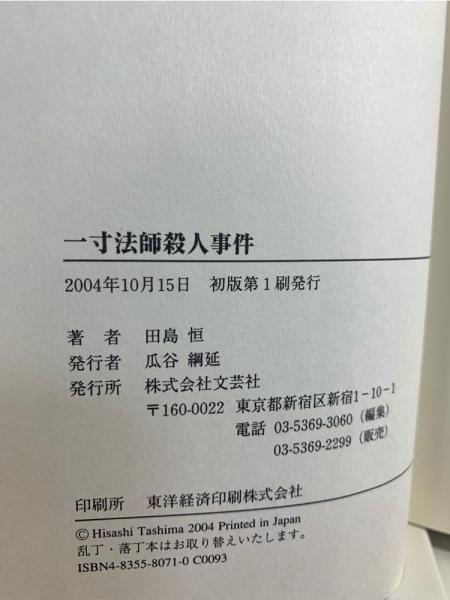 一寸法師殺人事件
2004年10月15日 初版第1刷発行
著 者 田島 恒
発行者 瓜谷 綱延
発行所 株式会社文芸社
〒160-0022 東京都新宿区新宿1-10-1
電話 03-5369-3060 (編集)
03-5369-2299 (販売)
印刷所 東洋経済印刷株式会社
© Hisashi Tashima 2004 Printed in Japan
乱丁・落丁本はお取り替えいたします。
ISBN4-8355-8071-0 C0093